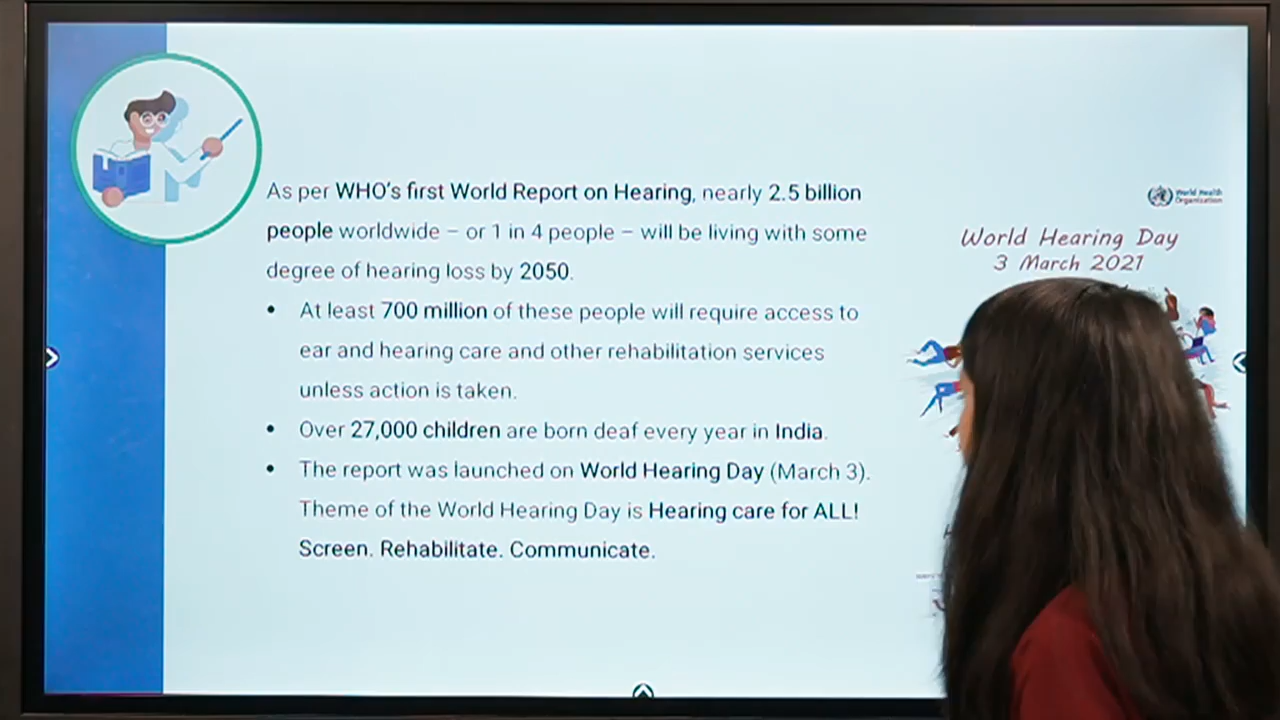 As per WHO's first World Report on Hearing, nearly 2.5 billion
people worldwide – or 1 in 4 people – will be living with some
degree of hearing loss by 2050.
• At least 700 million of these people will require access to
ear and hearing care and other rehabilitation services
unless action is taken.
• Over 27,000 children are born deaf every year in India.
• The report was launched on World Hearing Day (March 3).
Theme of the World Hearing Day is Hearing care for ALL!
Screen. Rehabilitate. Communicate.
World Health
Organization
World Hearing Day
3 March 2021